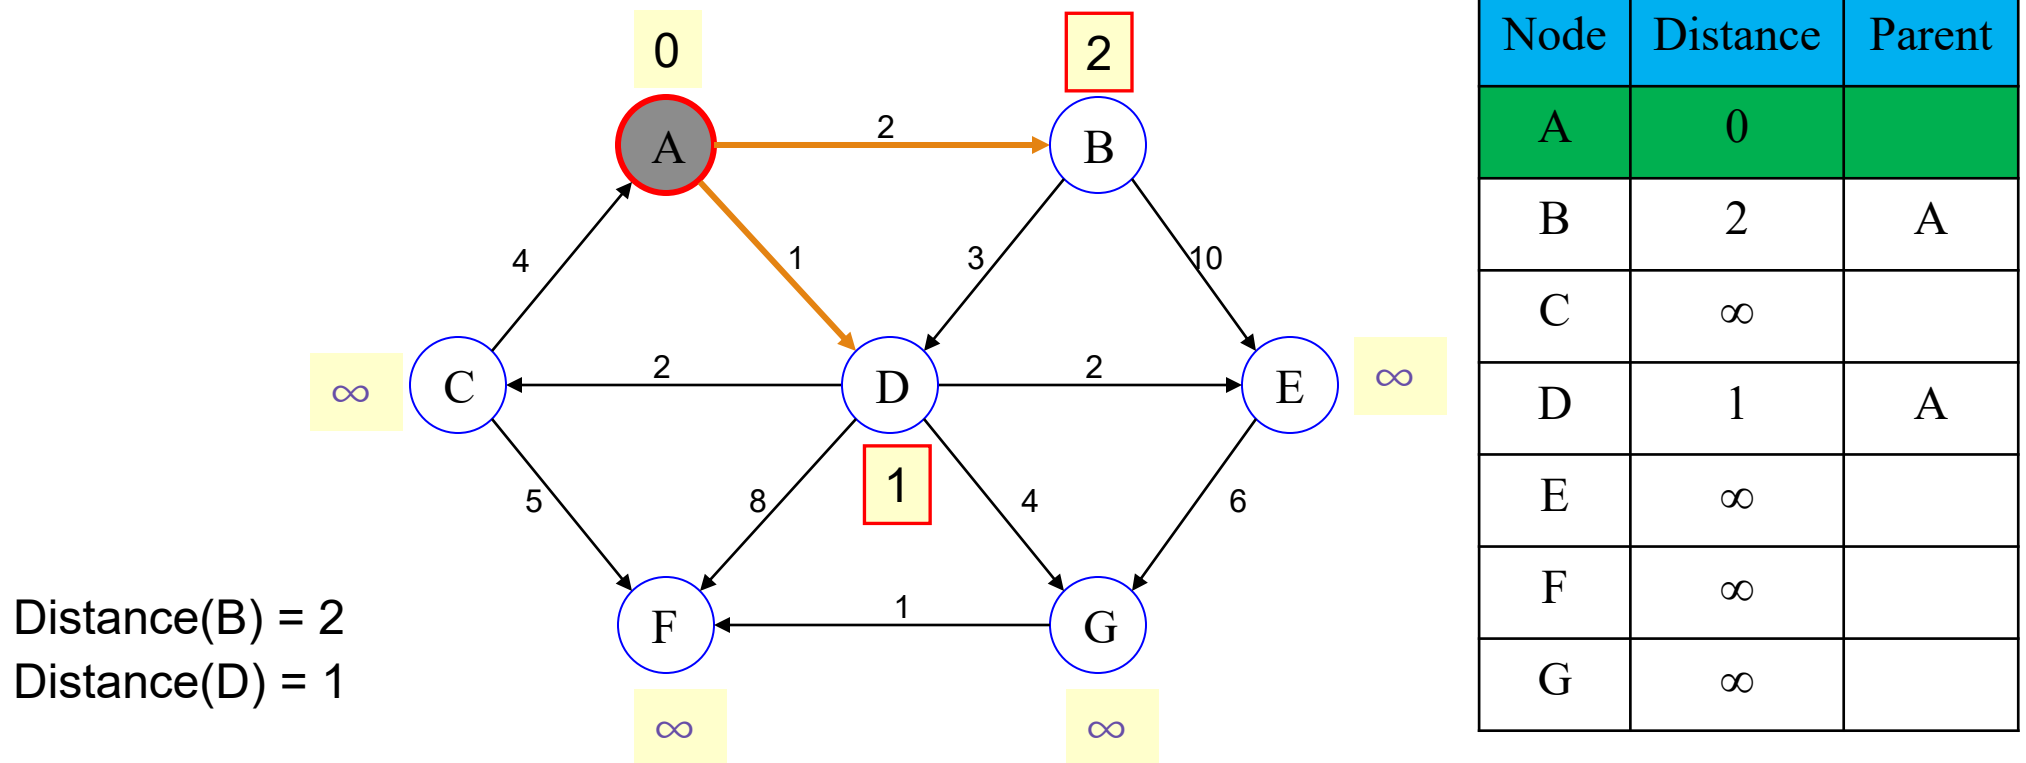 0
2
A
2
B
4
1
3
10
∞
C
2
D
2
E
∞
1
5
8
4
6
F
1
G
∞
∞
Distance(B) = 2
Distance(D) = 1
Node Distance Parent
A 0
B 2 A
C ∞
D 1 A
E ∞
F ∞
G ∞